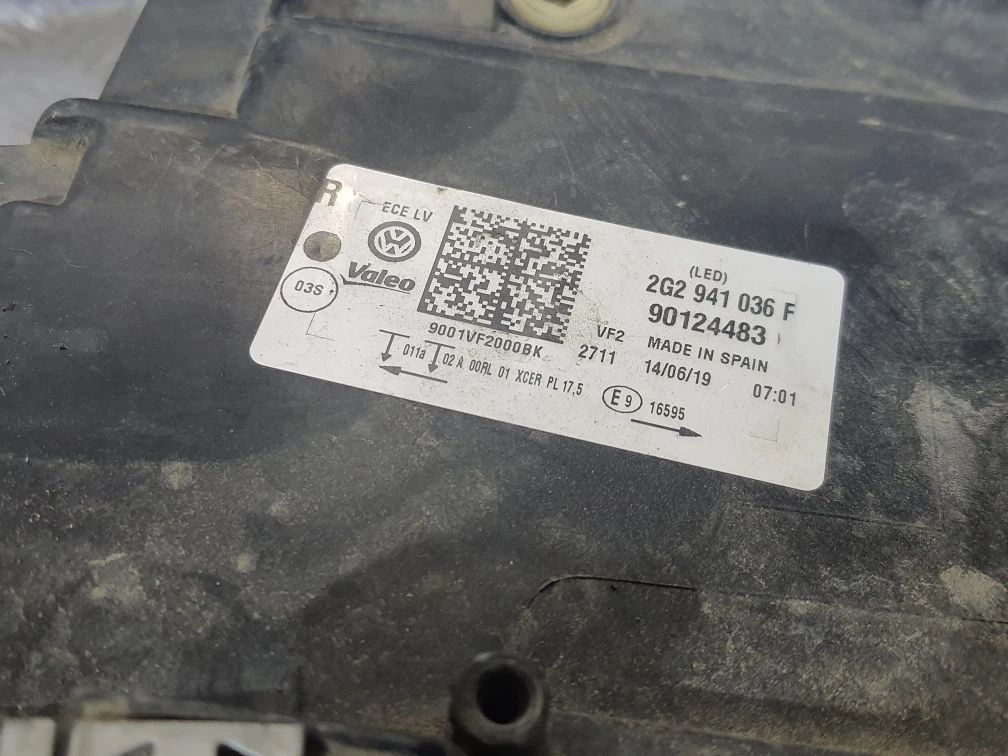 R
ECE LV
VW
Valeo
03S
9001VF2000BK
VF2
2711
(LED)
2G2 941 036 F
90124483
MADE IN SPAIN
14/06/19 07:01
011a 02 A 00RL 01 XCER PL 17,5
E 9 16595